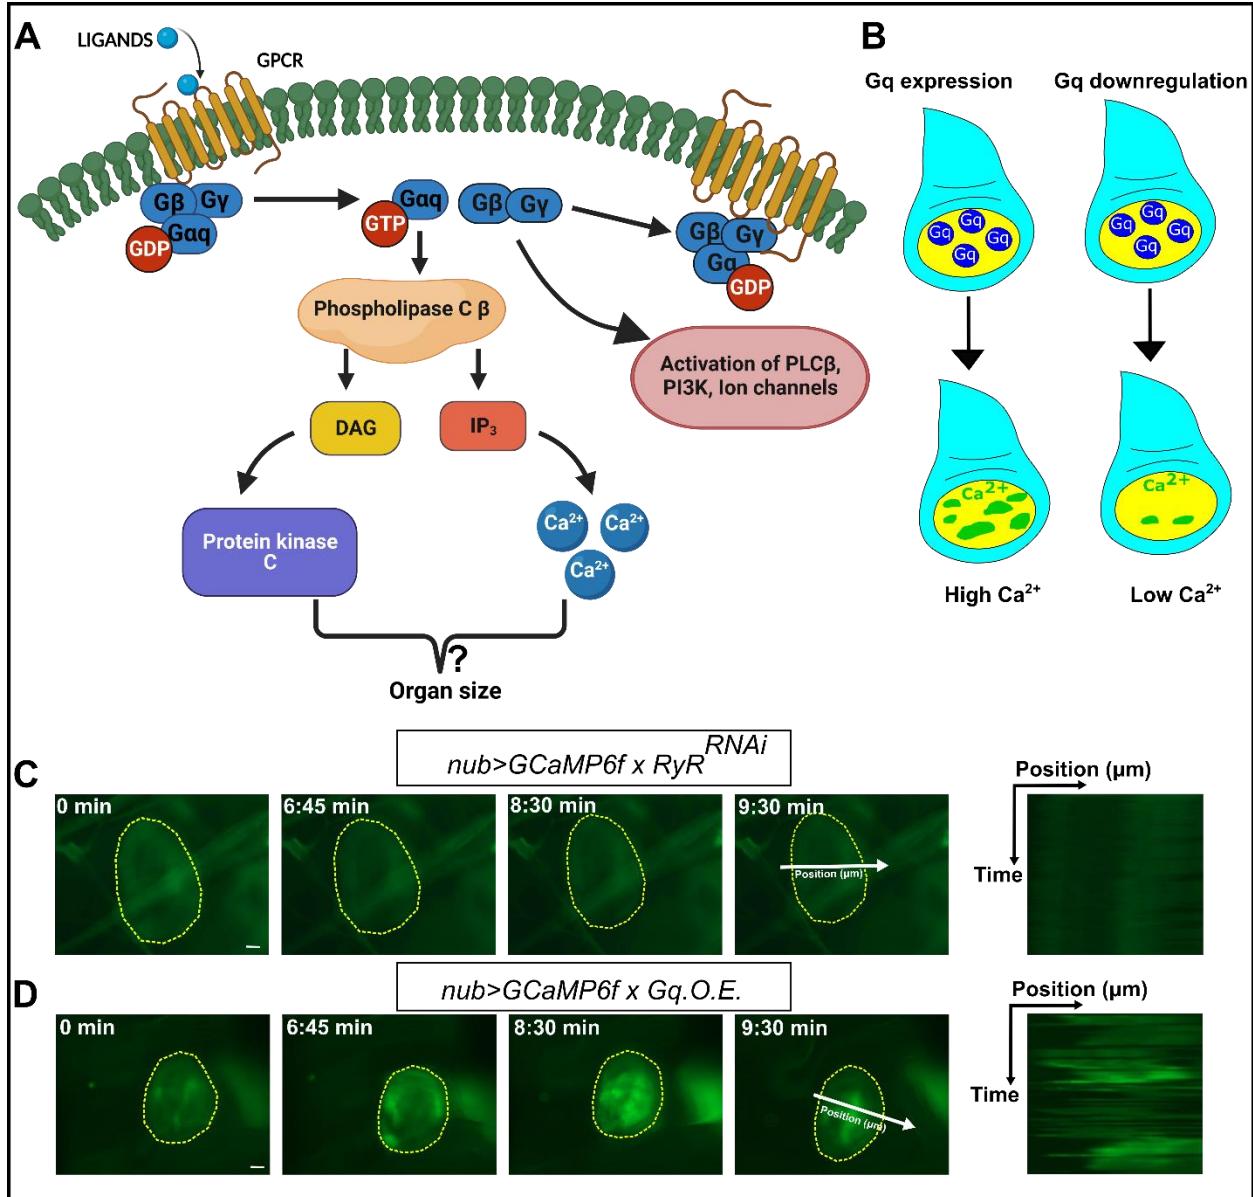 A
LIGANDS
GPCR
Gβ
Gγ
Gαq
GDP
Gαq
GTP
Gβ
Gγ
Gβ
Gγ
Gα
GDP
Phospholipase C β
Activation of PLCβ,
PI3K, Ion channels
DAG
IP₃
Protein kinase
C
Ca²⁺
Ca²⁺
Ca²⁺
?
Organ size
B
Gq expression
Gq downregulation
Gq
Gq
Gq
Gq
Gq
Gq
Gq
Gq
Ca²⁺
Ca²⁺
High Ca²⁺
Low Ca²⁺
C
nub>GCaMP6f x RyR^RNAi
0 min
6:45 min
8:30 min
9:30 min
Position (µm)
Position (µm)
Time
D
nub>GCaMP6f x Gq.O.E.
0 min
6:45 min
8:30 min
9:30 min
Position (µm)
Position (µm)
Time